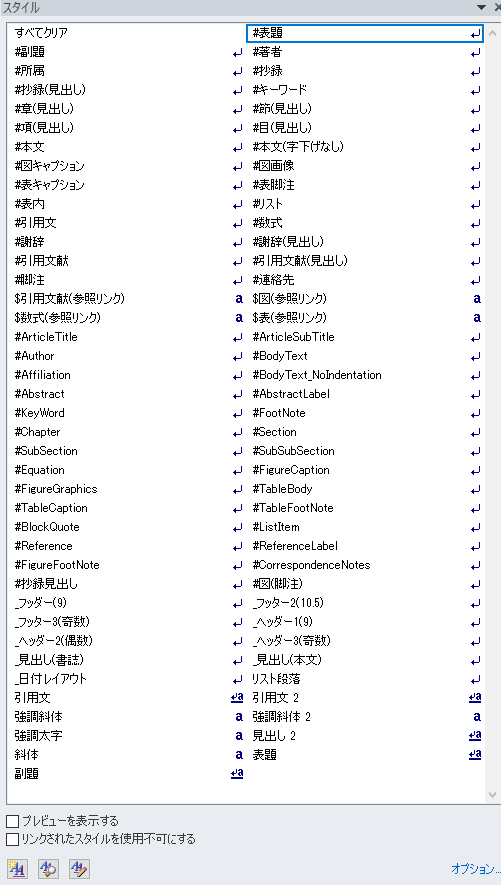 スタイル
すべてクリア #表題
#副題 #著者
#所属 #抄録
#抄録(見出し) #キーワード
#章(見出し) #節(見出し)
#項(見出し) #目(見出し)
#本文 #本文(字下げなし)
#図キャプション #図画像
#表キャプション #表脚注
#表内 #リスト
#引用文 #数式
#謝辞 #謝辞(見出し)
#引用文献 #引用文献(見出し)
#脚注 #連絡先
$引用文献(参照リンク) a $図(参照リンク) a
$数式(参照リンク) a $表(参照リンク) a
#ArticleTitle #ArticleSubTitle
#Author #BodyText
#Affiliation #BodyText_NoIndentation
#Abstract #AbstractLabel
#KeyWord #FootNote
#Chapter #Section
#SubSection #SubSubSection
#Equation #FigureCaption
#FigureGraphics #TableBody
#TableCaption #TableFootNote
#BlockQuote #ListItem
#Reference #ReferenceLabel
#FigureFootNote #CorrespondenceNotes
#抄録見出し #図(脚注)
_フッダー(9) _フッター2(10.5)
_フッター3(奇数) _ヘッダー1(9)
_ヘッダー2(偶数) _ヘッダー3(奇数)
_見出し(書誌) _見出し(本文)
_日付レイアウト リスト段落
引用文 a 引用文 2 a
強調斜体 a 強調斜体 2 a
強調太字 a 見出し 2 a
斜体 a 表題 a
副題 a
プレビューを表示する
リンクされたスタイルを使用不可にする
オプション...